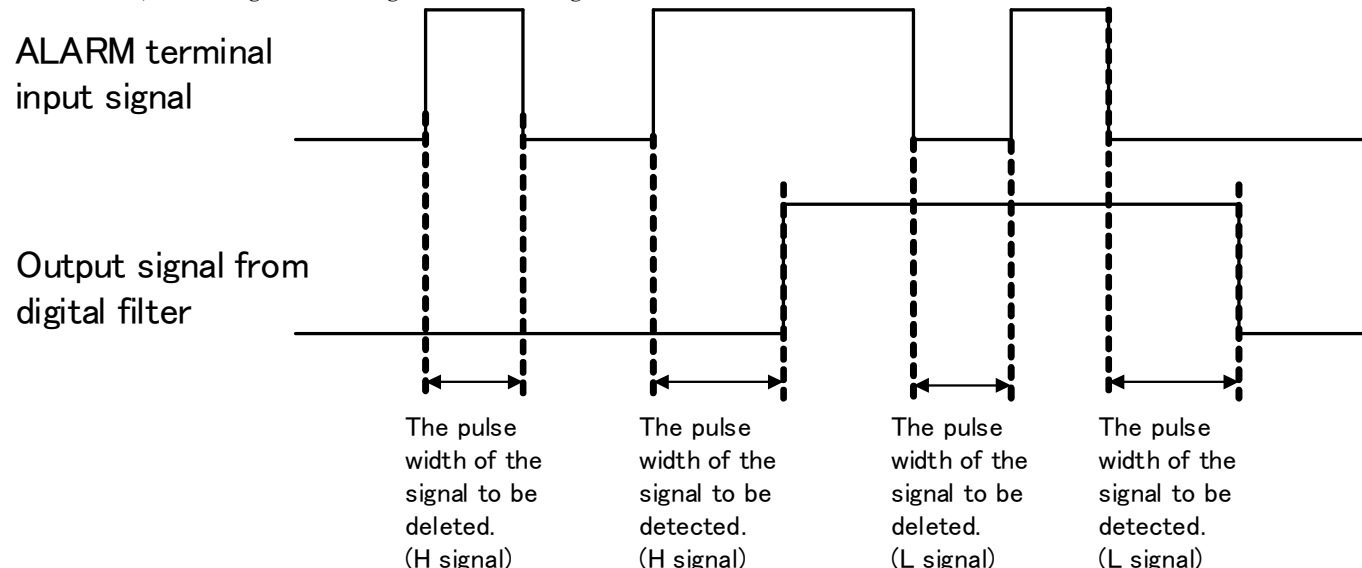 ALARM terminal
input signal
Output signal from
digital filter
The pulse
width of the
signal to be
deleted.
(H signal)
The pulse
width of the
signal to be
detected.
(H signal)
The pulse
width of the
signal to be
deleted.
(L signal)
The pulse
width of the
signal to be
detected.
(L signal)